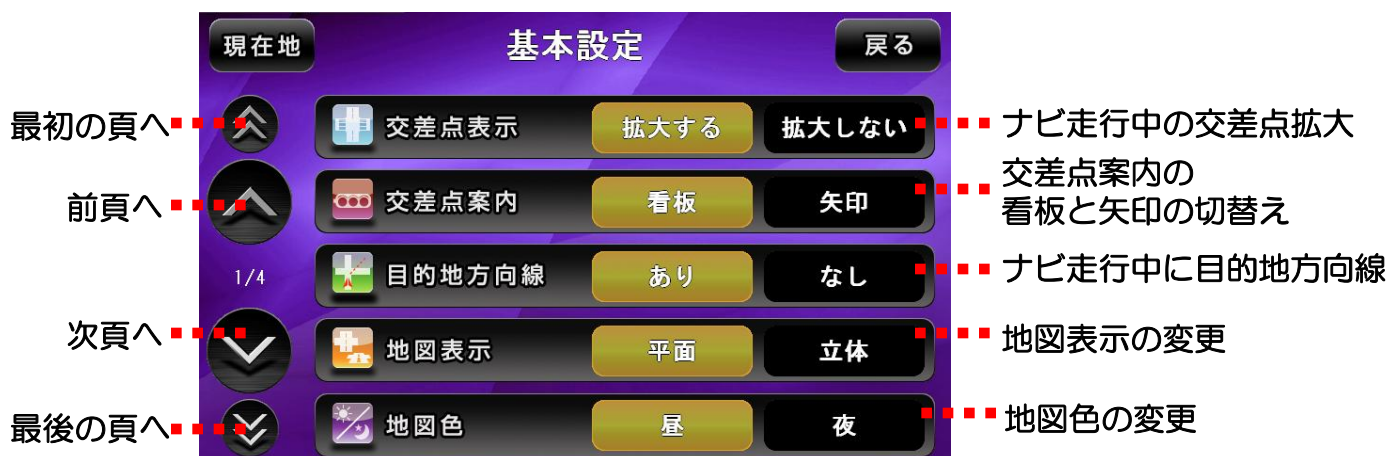 現在地 基本設定 戻る
最初の頁へ 交差点表示 拡大する 拡大しない ナビ走行中の交差点拡大
前頁へ 交差点案内 看板 矢印 交差点案内の
看板と矢印の切替え
1/4 目的地方向線 あり なし ナビ走行中に目的地方向線
次頁へ 地図表示 平面 立体 地図表示の変更
最後の頁へ 地図色 昼 夜 地図色の変更